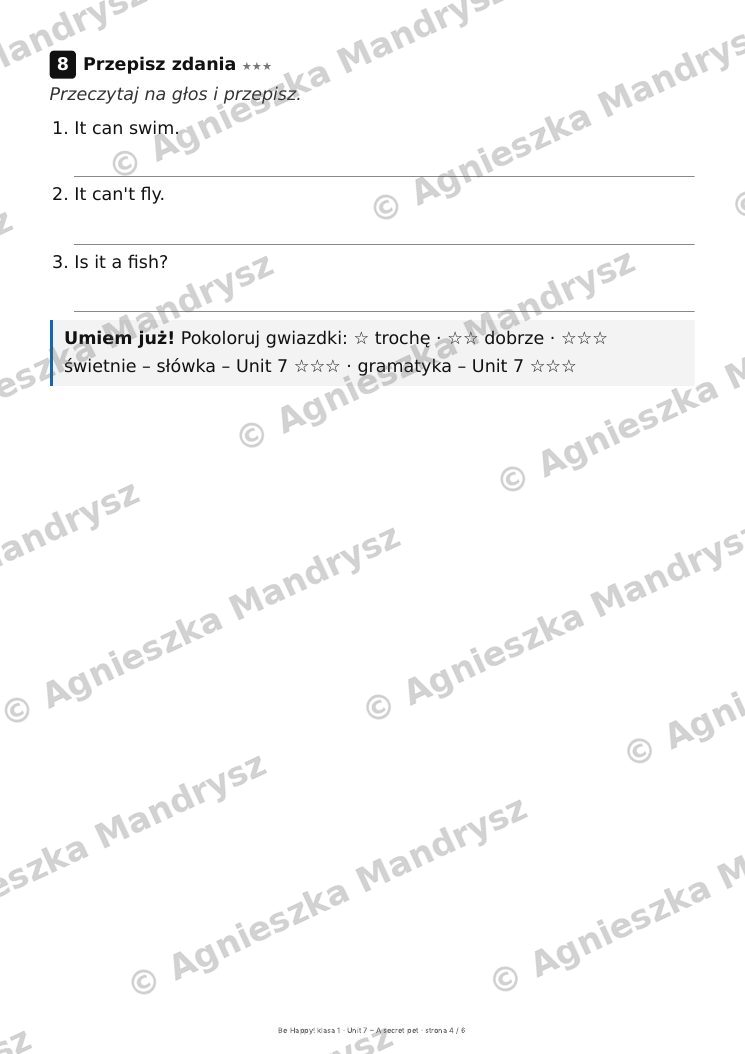 8 Przepisz zdania ★★★
Przeczytaj na głos i przepisz.
1. It can swim.
2. It can't fly.
3. Is it a fish?
Umiem już! Pokoloruj gwiazdki: ☆ trochę · ☆☆ dobrze · ☆☆☆
świetnie – słówka – Unit 7 ☆☆☆ · gramatyka – Unit 7 ☆☆☆
© Agnieszka Mandrysz
Be Happy! klasa 1 · Unit 7 – A secret pet · strona 4 / 6